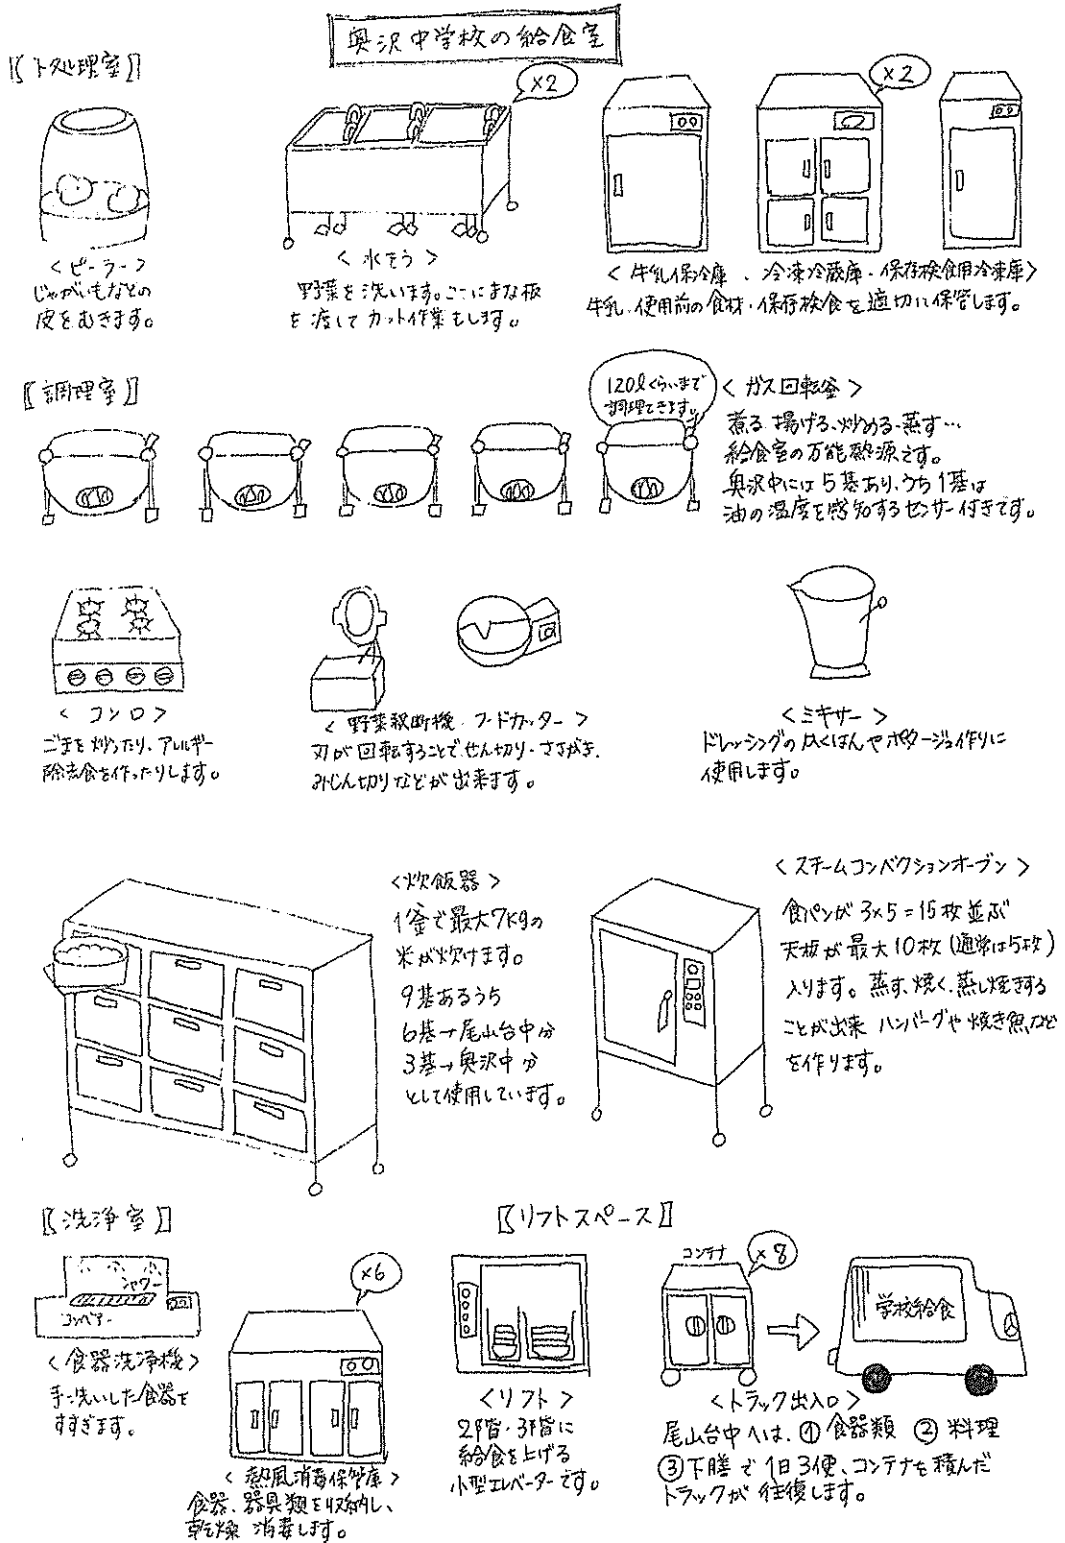 奥沢中学校の給食室
【下処理室】
×2
×2
<ピーラー>
じゃがいもなどの
皮をむきます。
<水そう>
野菜を洗います。ここにまな板
を渡してカット作業もします。
<牛乳保冷庫・冷凍冷蔵庫・保存検食用冷凍庫>
牛乳・使用前の食材・保存検食を適切に保管します。
【調理室】
120ℓくらいまで
調理できます。
<ガス回転釜>
煮る、揚げる、炒める、蒸す…
給食室の万能熱源です。
奥沢中には5基あり、うち1基は
油の温度を感知するセンサー付きです。
<コンロ>
ごまを炒ったり、アレルギー
除去食を作ったりします。
<野菜裁断機・フードカッター>
刃が回転することで、せん切り・ささがき、
みじん切りなどが出来ます。
<ミキサー>
ドレッシングのかくはんやポタージュ作りに
使用します。
<炊飯器>
1釜で最大7kgの
米が炊けます。
9基あるうち
6基→尾山台中分
3基→奥沢中分
として使用しています。
<スチームコンベクションオーブン>
食パンが3×5=15枚並ぶ
天板が最大10枚(通常は5枚)
入ります。蒸す、焼く、蒸し焼きする
ことが出来 ハンバーグや焼き魚など
を作ります。
【洗浄室】
シャワー
コンベアー
<食器洗浄機>
手洗いした食器を
すすぎます。
×6
<熱風消毒保管庫>
食器、器具類を収納し、
乾燥 消毒します。
【リフトスペース】
<リフト>
2階・3階に
給食を上げる
小型エレベーターです。
コンテナ
×8
学校給食
<トラック出入口>
尾山台中へは、①食器類 ②料理
③下膳で1日3便、コンテナを積んだ
トラックが往復します。